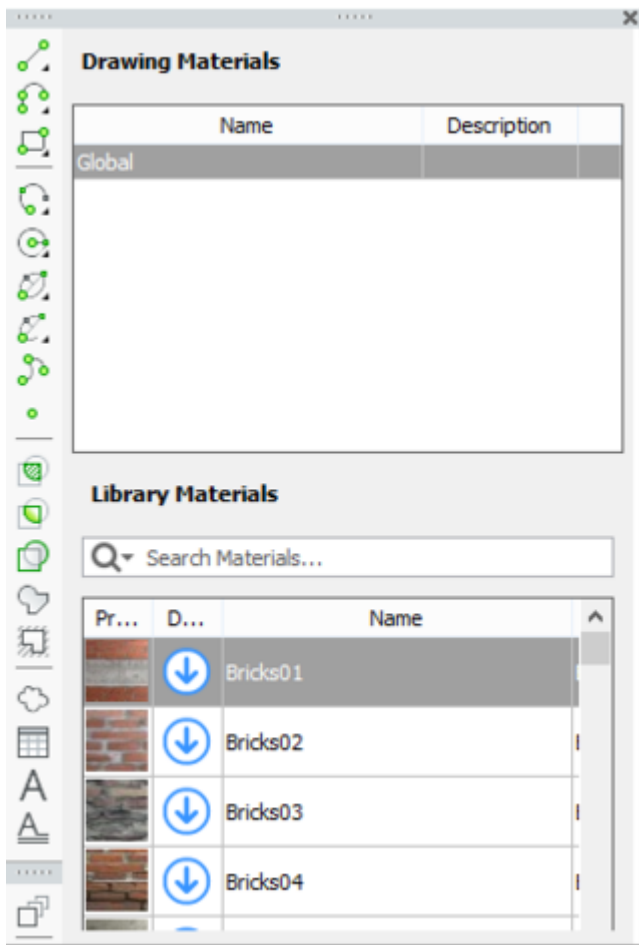 Drawing Materials
Name Description
Global
Library Materials
Search Materials...
Pr... D... Name
Bricks01
Bricks02
Bricks03
Bricks04